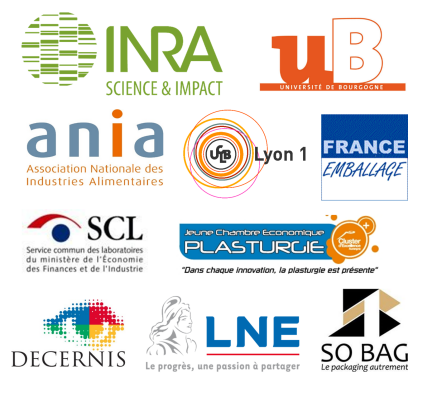 INRA
SCIENCE & IMPACT
uB
UNIVERSITÉ DE BOURGOGNE
ania
Association Nationale des
Industries Alimentaires
UCBL Lyon 1
FRANCE
EMBALLAGE
SCL
Service commun des laboratoires
du ministère de l'Économie
des Finances et de l'Industrie
Jeune Chambre Economique
PLASTURGIE
Cluster
"Dans chaque innovation, la plasturgie est présente"
DECERNIS
LNE
Le progrès, une passion à partager
SO BAG
Le packaging autrement